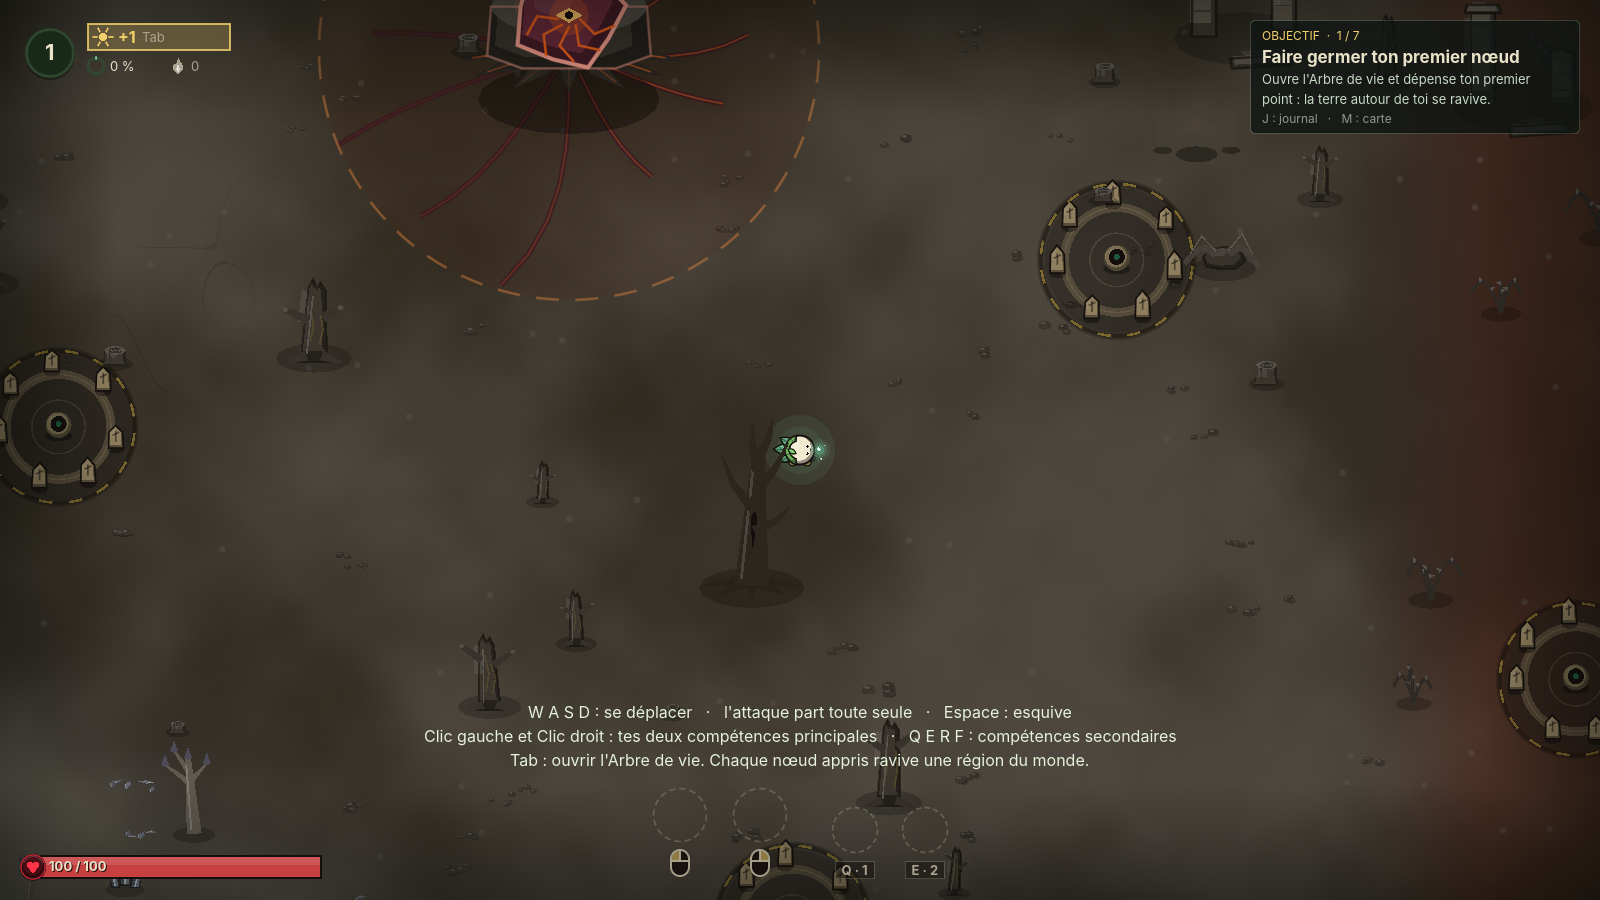 1
+1 Tab
0 %
0
OBJECTIF · 1 / 7
Faire germer ton premier nœud
Ouvre l'Arbre de vie et dépense ton premier
point : la terre autour de toi se ravive.
J : journal · M : carte
W A S D : se déplacer · l'attaque part toute seule · Espace : esquive
Clic gauche et Clic droit : tes deux compétences principales · Q E R F : compétences secondaires
Tab : ouvrir l'Arbre de vie. Chaque nœud appris ravive une région du monde.
100 / 100
Q · 1
E · 2